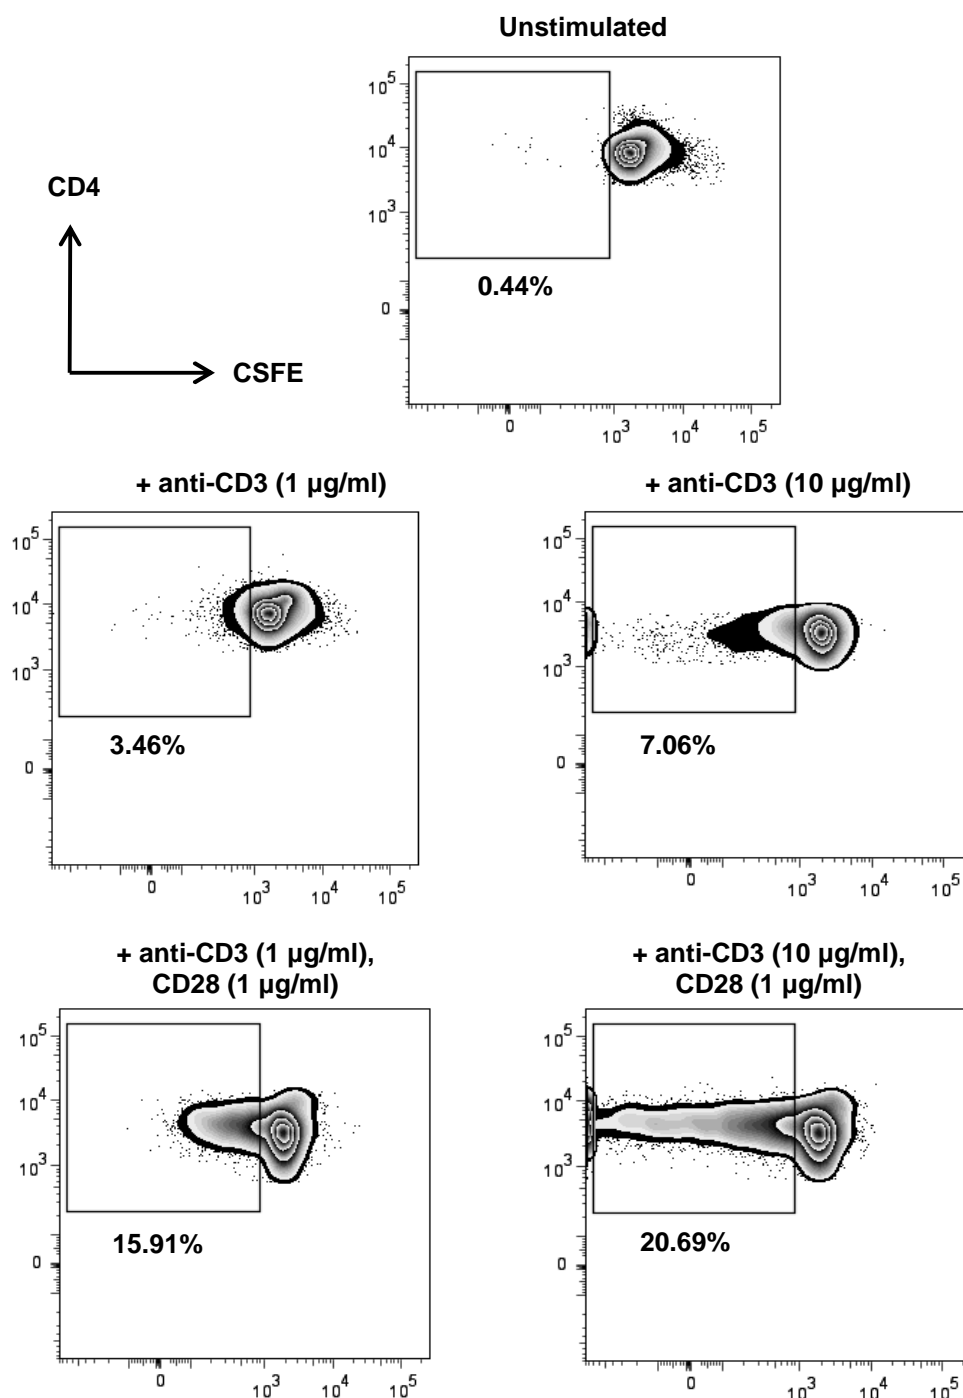 Unstimulated
10^5
10^4
10^3
0
0.44%
0 10^3 10^4 10^5
CD4
CSFE
+ anti-CD3 (1 µg/ml)
10^5
10^4
10^3
0
3.46%
0 10^3 10^4 10^5
+ anti-CD3 (10 µg/ml)
10^5
10^4
10^3
0
7.06%
0 10^3 10^4 10^5
+ anti-CD3 (1 µg/ml),
CD28 (1 µg/ml)
10^5
10^4
10^3
0
15.91%
0 10^3 10^4 10^5
+ anti-CD3 (10 µg/ml),
CD28 (1 µg/ml)
10^5
10^4
10^3
0
20.69%
0 10^3 10^4 10^5